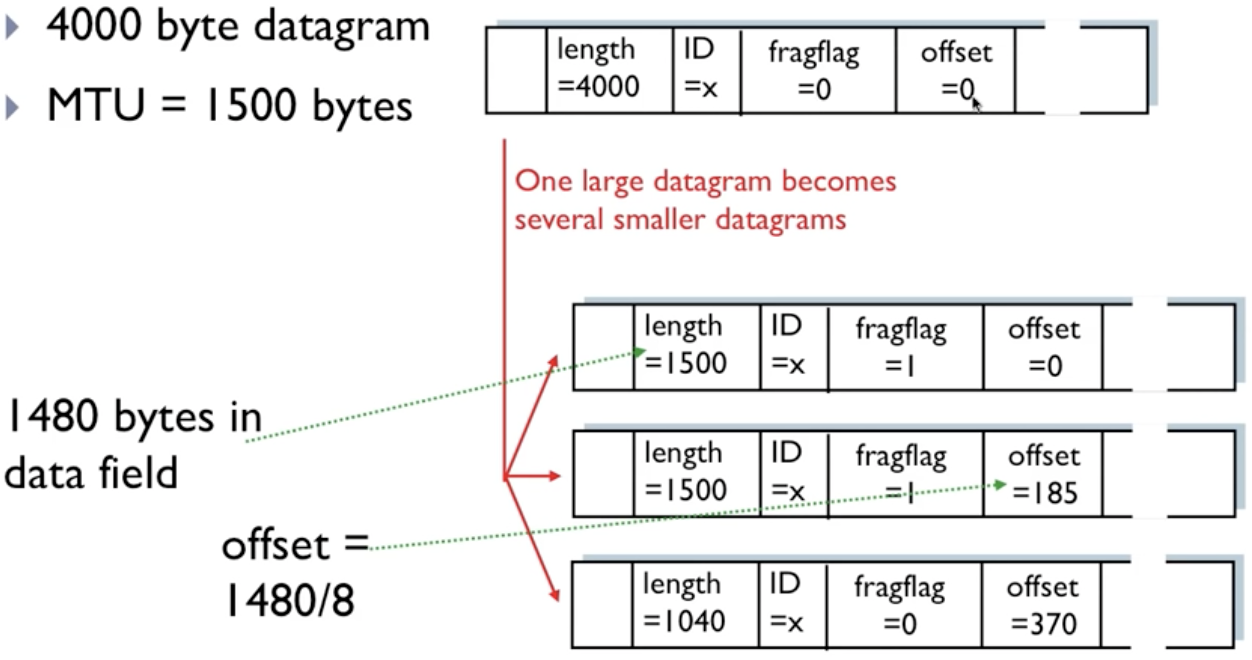 4000 byte datagram
MTU = 1500 bytes
length ID fragflag offset
=4000 =x =0 =0
One large datagram becomes
several smaller datagrams
length ID fragflag offset
=1500 =x =1 =0
1480 bytes in
data field
length ID fragflag offset
=1500 =x =1 =185
offset =
1480/8
length ID fragflag offset
=1040 =x =0 =370